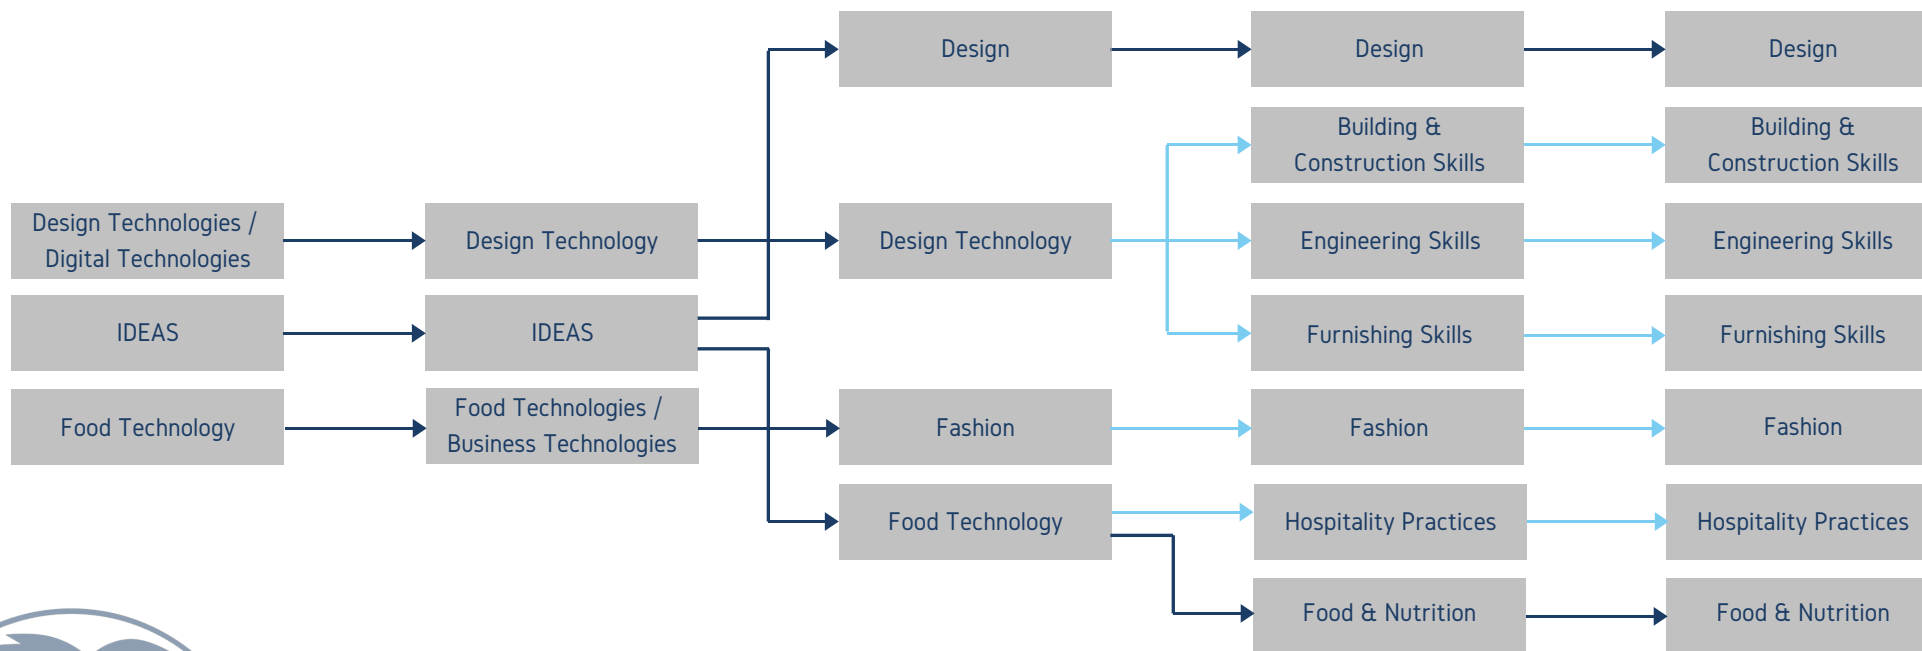 Design
Design
Design
Building &
Construction Skills
Building &
Construction Skills
Design Technologies /
Digital Technologies
Design Technology
Design Technology
Engineering Skills
Engineering Skills
IDEAS
IDEAS
Furnishing Skills
Furnishing Skills
Food Technology
Food Technologies /
Business Technologies
Fashion
Fashion
Fashion
Food Technology
Hospitality Practices
Hospitality Practices
Food & Nutrition
Food & Nutrition